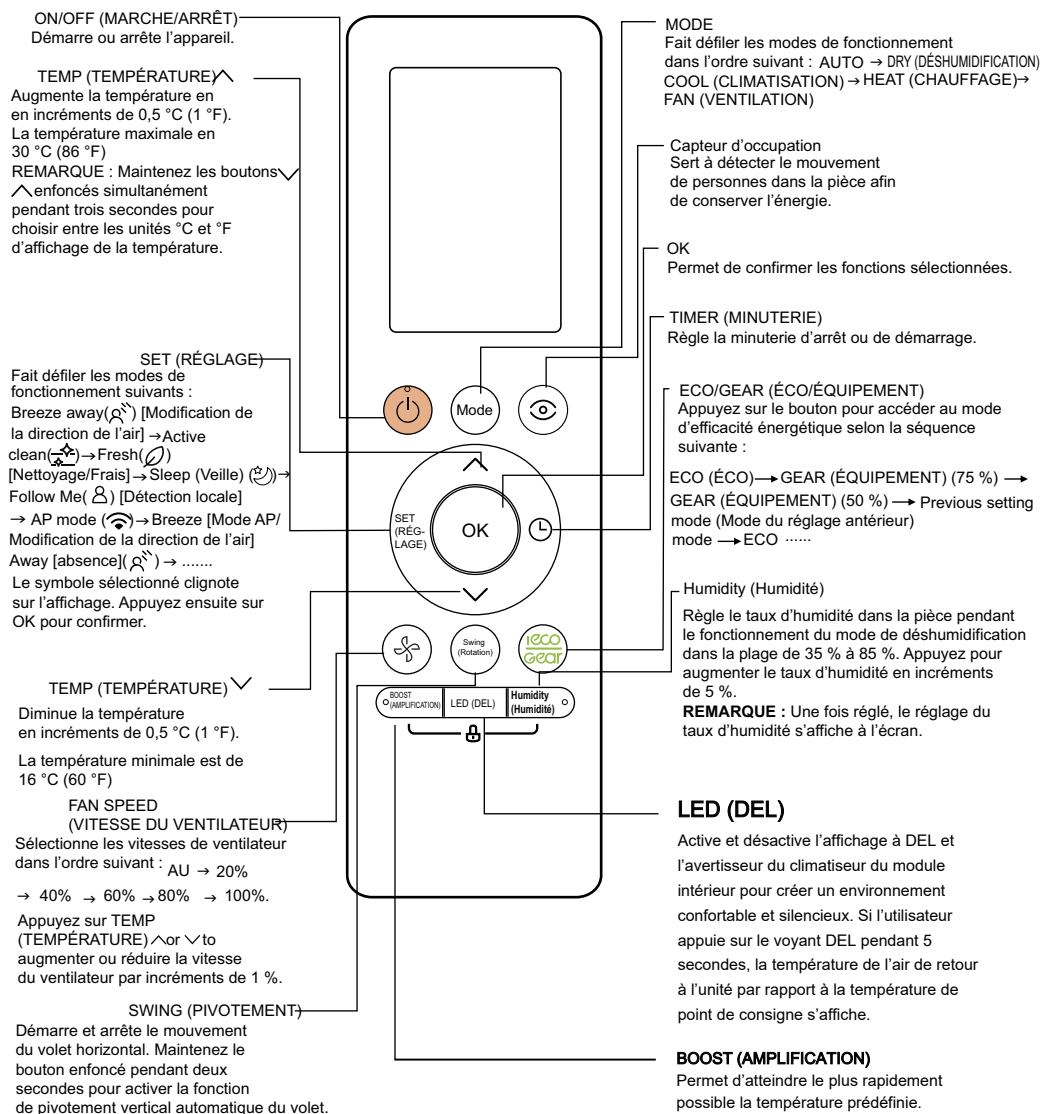 ON/OFF (MARCHE/ARRÊT)
Démarre ou arrête l’appareil.
TEMP (TEMPÉRATURE)
Augmente la température en
en incréments de 0,5 °C (1 °F).
La température maximale en
30 °C (86 °F)
REMARQUE : Maintenez les boutons
enfoncés simultanément
pendant trois secondes pour
choisir entre les unités °C et °F
d’affichage de la température.
SET (RÉGLAGE)
Fait défiler les modes de
fonctionnement suivants :
Breeze away( ) [Modification de
la direction de l’air] →Active
clean( )→Fresh( )
[Nettoyage/Frais]→Sleep (Veille) ( )→
Follow Me( ) [Détection locale]
→ AP mode ( )→Breeze [Mode AP/
Modification de la direction de l’air]
Away [absence]( ) → .......
Le symbole sélectionné clignote
sur l’affichage. Appuyez ensuite sur
OK pour confirmer.
TEMP (TEMPÉRATURE)
Diminue la température
en incréments de 0,5 °C (1 °F).
La température minimale est de
16 °C (60 °F)
FAN SPEED
(VITESSE DU VENTILATEUR)
Sélectionne les vitesses de ventilateur
dans l’ordre suivant : AU → 20%
→ 40% → 60% → 80% → 100%.
Appuyez sur TEMP
(TEMPÉRATURE) or to
augmenter ou réduire la vitesse
du ventilateur par incréments de 1 %.
SWING (PIVOTEMENT)
Démarre et arrête le mouvement
du volet horizontal. Maintenez le
bouton enfoncé pendant deux
secondes pour activer la fonction
de pivotement vertical automatique du volet.
Mode
SET
(RÉG-
LAGE)
OK
Swing
(Rotation)
ieco
Gear
BOOST
(AMPLIFICATION)
LED (DEL)
Humidity
(Humidité)
MODE
Fait défiler les modes de fonctionnement
dans l’ordre suivant : AUTO → DRY (DÉSHUMIDIFICATION)
COOL (CLIMATISATION)→HEAT (CHAUFFAGE)→
FAN (VENTILATION)
Capteur d’occupation
Sert à détecter le mouvement
de personnes dans la pièce afin
de conserver l’énergie.
OK
Permet de confirmer les fonctions sélectionnées.
TIMER (MINUTERIE)
Règle la minuterie d’arrêt ou de démarrage.
ECO/GEAR (ÉCO/ÉQUIPEMENT)
Appuyez sur le bouton pour accéder au mode
d’efficacité énergétique selon la séquence
suivante :
ECO (ÉCO)→GEAR (ÉQUIPEMENT) (75 %) →
GEAR (ÉQUIPEMENT) (50 %) → Previous setting
mode (Mode du réglage antérieur)
mode →ECO ······
Humidity (Humidité)
Règle le taux d’humidité dans la pièce pendant
le fonctionnement du mode de déshumidification
dans la plage de 35 % à 85 %. Appuyez pour
augmenter le taux d’humidité en incréments
de 5 %.
REMARQUE : Une fois réglé, le réglage du
taux d’humidité s’affiche à l’écran.
LED (DEL)
Active et désactive l’affichage à DEL et
l’avertisseur du climatiseur du module
intérieur pour créer un environnement
confortable et silencieux. Si l’utilisateur
appuie sur le voyant DEL pendant 5
secondes, la température de l’air de retour
à l’unité par rapport à la température de
point de consigne s’affiche.
BOOST (AMPLIFICATION)
Permet d’atteindre le plus rapidement
possible la température prédéfinie.